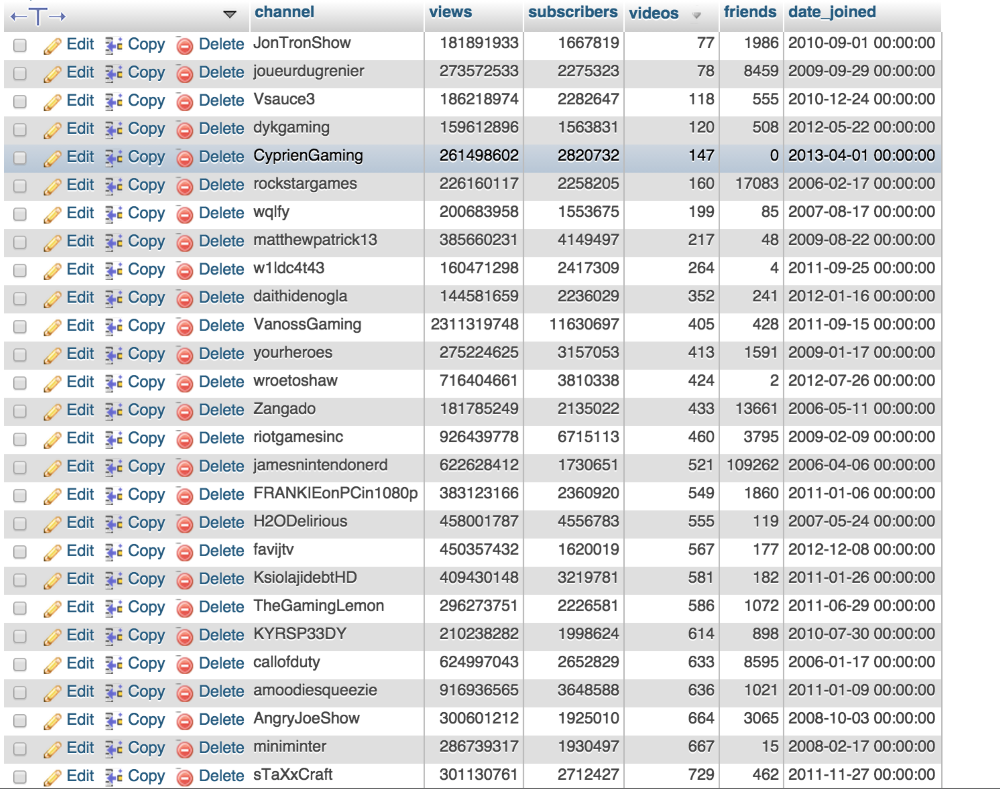 channel views subscribers videos friends date_joined
Edit Copy Delete JonTronShow 181891933 1667819 77 1986 2010-09-01 00:00:00
Edit Copy Delete joueurdugrenier 273572533 2275323 78 8459 2009-09-29 00:00:00
Edit Copy Delete Vsauce3 186218974 2282647 118 555 2010-12-24 00:00:00
Edit Copy Delete dykgaming 159612896 1563831 120 508 2012-05-22 00:00:00
Edit Copy Delete CyprienGaming 261498602 2820732 147 0 2013-04-01 00:00:00
Edit Copy Delete rockstargames 226160117 2258205 160 17083 2006-02-17 00:00:00
Edit Copy Delete wqlfy 200683958 1553675 199 85 2007-08-17 00:00:00
Edit Copy Delete matthewpatrick13 385660231 4149497 217 48 2009-08-22 00:00:00
Edit Copy Delete w1ldc4t43 160471298 2417309 264 4 2011-09-25 00:00:00
Edit Copy Delete daithidenogla 144581659 2236029 352 241 2012-01-16 00:00:00
Edit Copy Delete VanossGaming 2311319748 11630697 405 428 2011-09-15 00:00:00
Edit Copy Delete yourheroes 275224625 3157053 413 1591 2009-01-17 00:00:00
Edit Copy Delete wroetoshaw 716404661 3810338 424 2 2012-07-26 00:00:00
Edit Copy Delete Zangado 181785249 2135022 433 13661 2006-05-11 00:00:00
Edit Copy Delete riotgamesinc 926439778 6715113 460 3795 2009-02-09 00:00:00
Edit Copy Delete jamesnintendonerd 622628412 1730651 521 109262 2006-04-06 00:00:00
Edit Copy Delete FRANKIEonPCin1080p 383123166 2360920 549 1860 2011-01-06 00:00:00
Edit Copy Delete H2ODelirious 458001787 4556783 555 119 2007-05-24 00:00:00
Edit Copy Delete favijtv 450357432 1620019 567 177 2012-12-08 00:00:00
Edit Copy Delete KsiolajidebtHD 409430148 3219781 581 182 2011-01-26 00:00:00
Edit Copy Delete TheGamingLemon 296273751 2226581 586 1072 2011-06-29 00:00:00
Edit Copy Delete KYRSP33DY 210238282 1998624 614 898 2010-07-30 00:00:00
Edit Copy Delete callofduty 624997043 2652829 633 8595 2006-01-17 00:00:00
Edit Copy Delete amoodiesqueezie 916936565 3648588 636 1021 2011-01-09 00:00:00
Edit Copy Delete AngryJoeShow 300601212 1925010 664 3065 2008-10-03 00:00:00
Edit Copy Delete miniminter 286739317 1930497 667 15 2008-02-17 00:00:00
Edit Copy Delete sTaXxCraft 301130761 2712427 729 462 2011-11-27 00:00:00